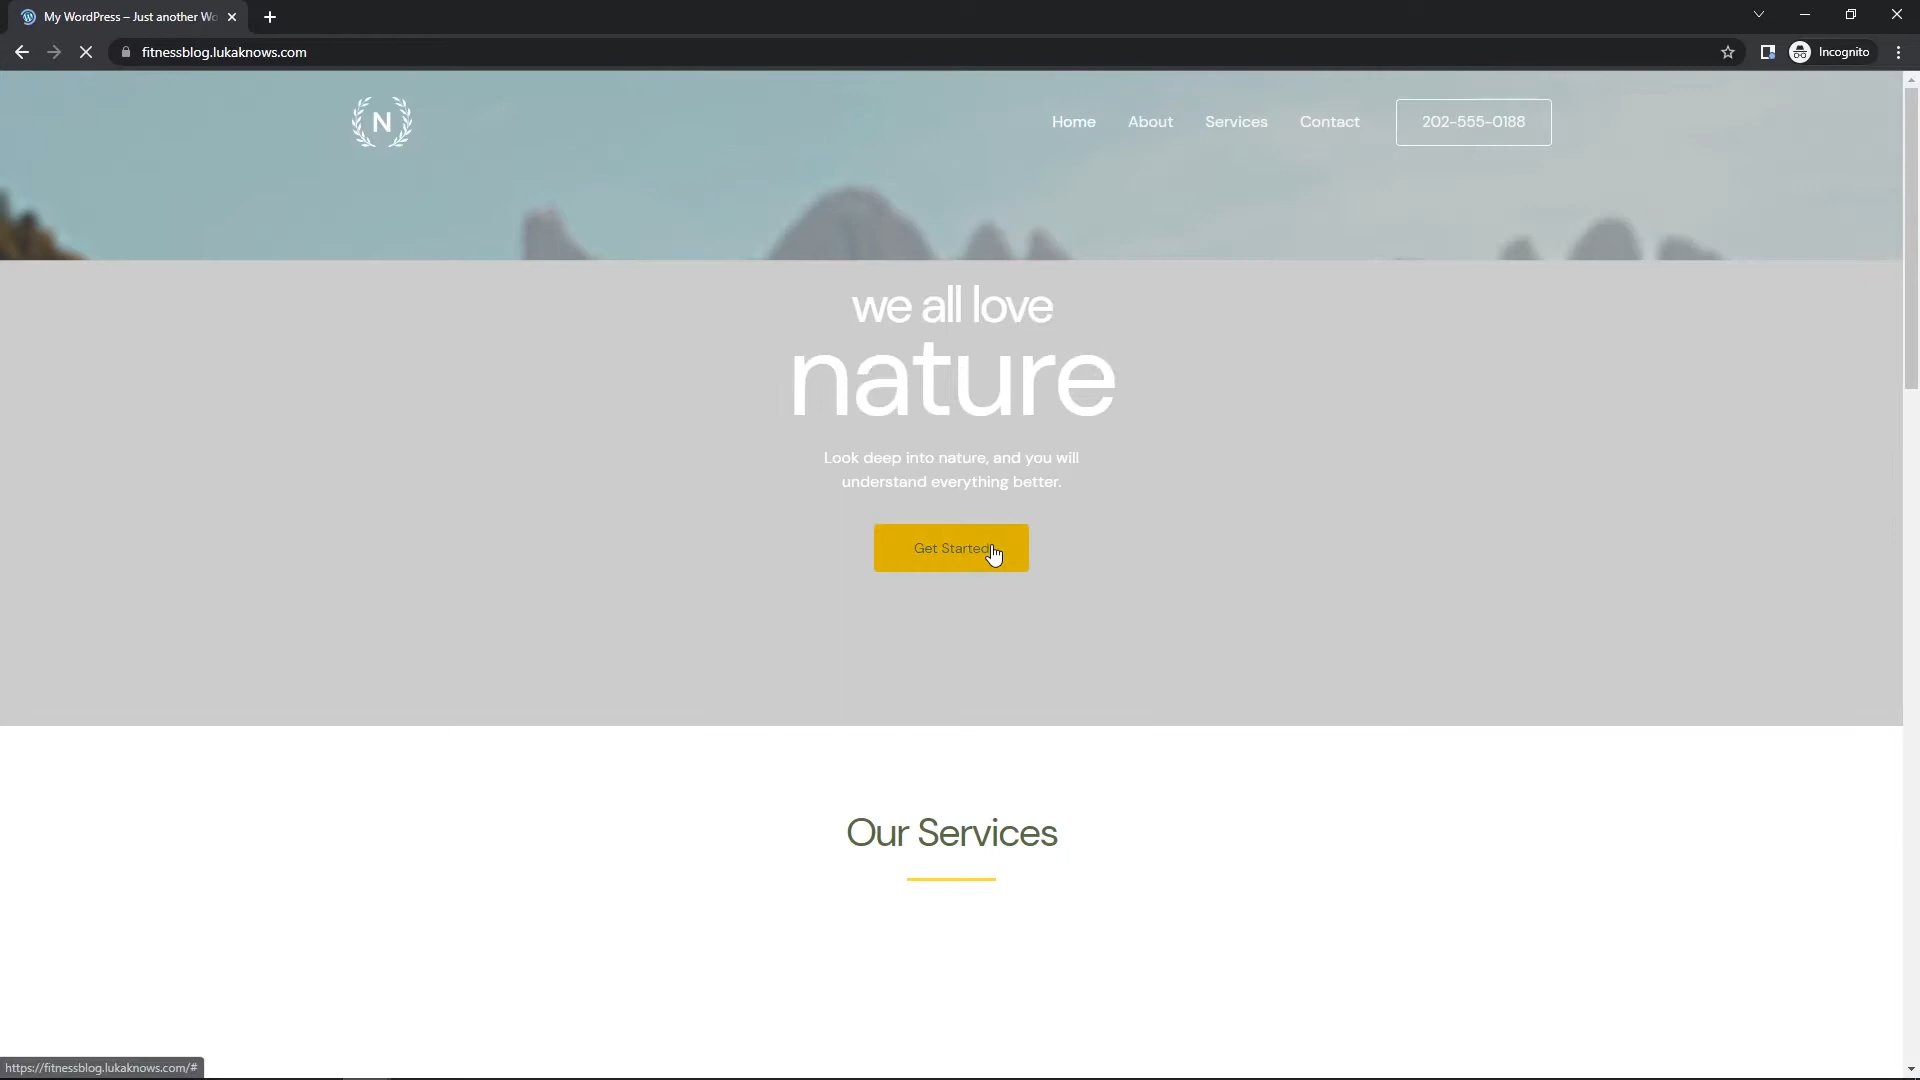 My WordPress – Just another Wo
fitnessblog.lukaknows.com
Incognito
N
Home
About
Services
Contact
202-555-0188
we all love
nature
Look deep into nature, and you will
understand everything better.
Get Started
Our Services
https://fitnessblog.lukaknows.com/#